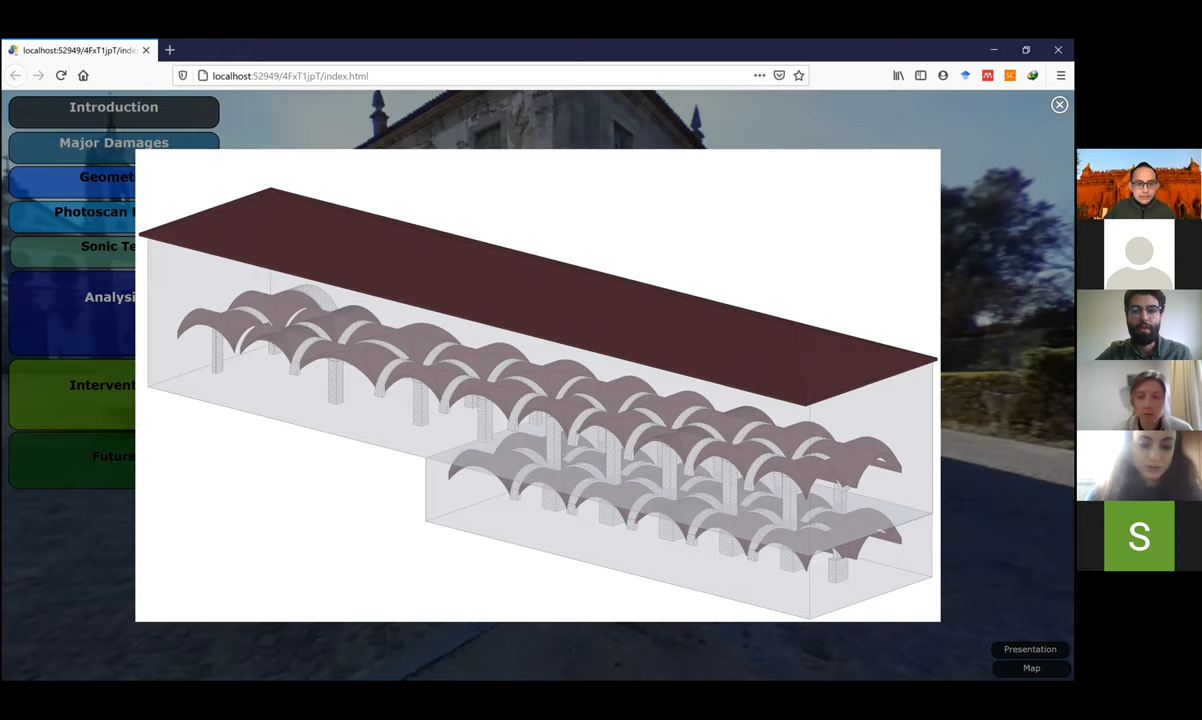 localhost:52949/4FxT1jpT/inde
localhost:52949/4FxT1jpT/index.html
SC
Introduction
Major Damages
Geomet
Photoscan
Sonic Te
Analysi
Intervent
Future
Presentation
Map
S